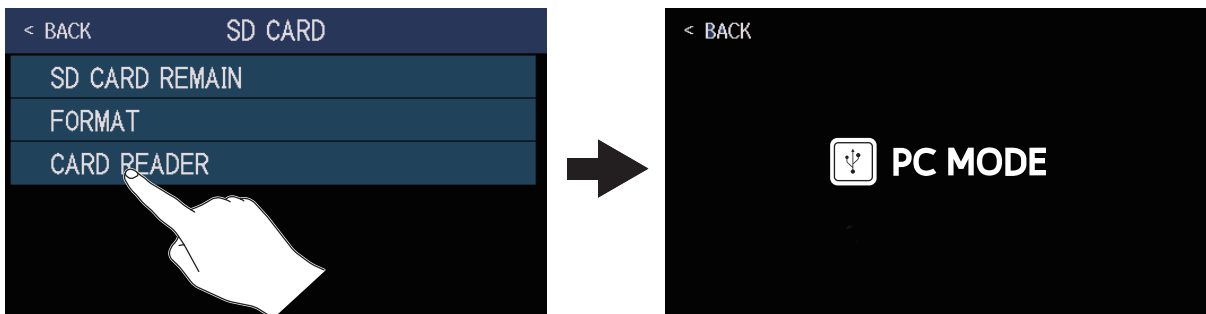 < BACK SD CARD
SD CARD REMAIN
FORMAT
CARD READER
< BACK
PC MODE